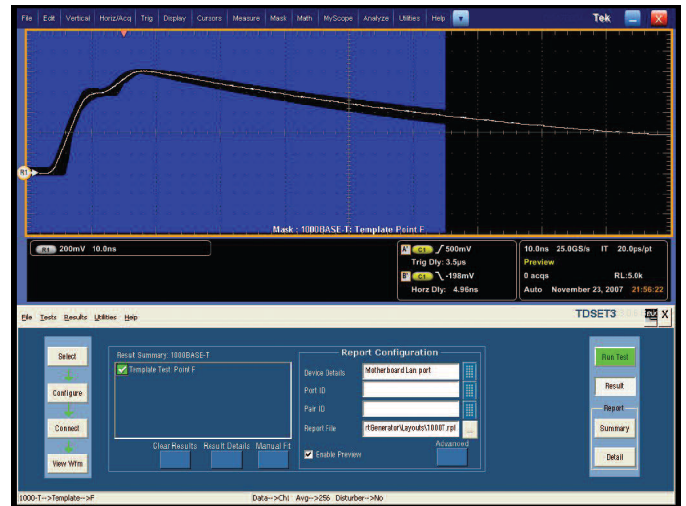 File Edit Vertical Horiz/Acq Trig Display Cursors Measure Mask Math MyScope Analyze Utilities Help Tek X
R1
Mask : 1000BASE-T: Template Point F
R1 200mV 10.0ns
A' C1 500mV
Trig Dly: 3.5µs
B' C1 -198mV
Horz Dly: 4.96ns
10.0ns 25.0GS/s IT 20.0ps/pt
Preview
0 acqs RL:5.0k
Auto November 23, 2007 21:56:22
File Tests Results Utilities Help TDSET3 X
Select
Configure
Connect
View Wfm
Result Summary: 1000BASE-T
Template Test: Point F
Clear Results Result Details Manual Fit
Report Configuration
Device Details Motherboard Lan port
Port ID
Pair ID
Report File rtGenerator\Layouts\1000T.rpl ...
Enable Preview
Advanced
Run Test
Result
Report
Summary
Detail
1000-T-->Template-->F Data-->Ch( Avg-->256 Disturber-->No